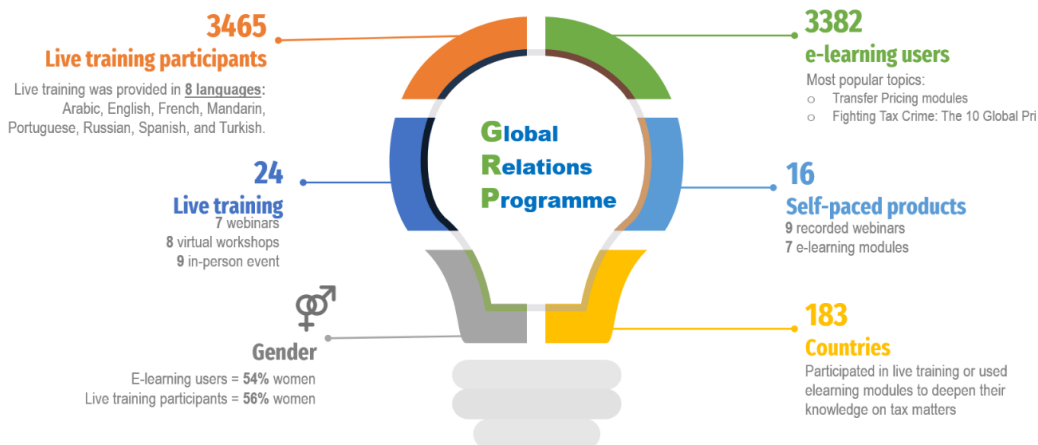 3465
Live training participants
Live training was provided in 8 languages:
Arabic, English, French, Mandarin,
Portuguese, Russian, Spanish, and Turkish.
24
Live training
7 webinars
8 virtual workshops
9 in-person event
Gender
E-learning users = 54% women
Live training participants = 56% women
Global
Relations
Programme
3382
e-learning users
Most popular topics:
o Transfer Pricing modules
o Fighting Tax Crime: The 10 Global Pri
16
Self-paced products
9 recorded webinars
7 e-learning modules
183
Countries
Participated in live training or used
elearning modules to deepen their
knowledge on tax matters